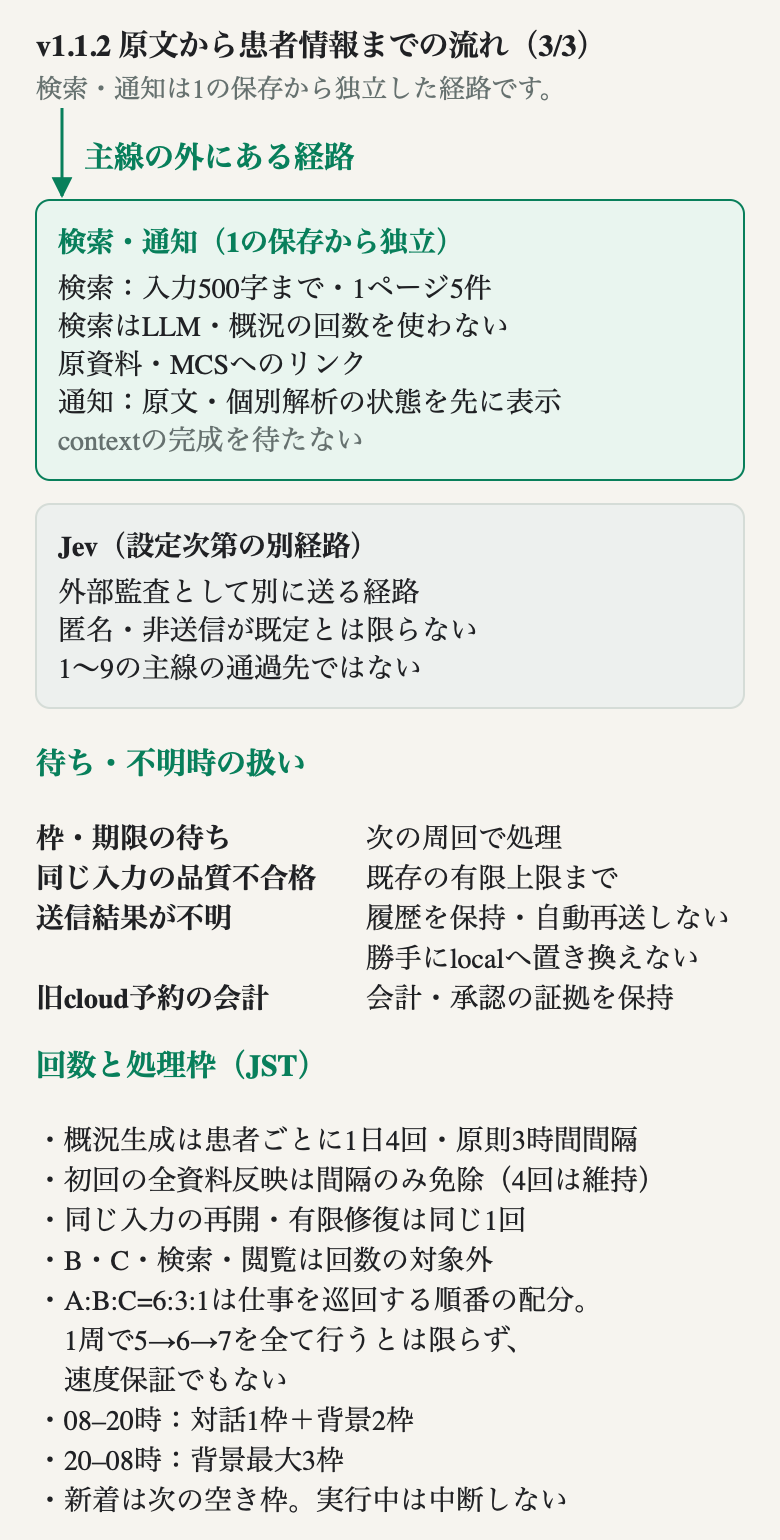 v1.1.2 原文から患者情報までの流れ（3/3）
検索・通知は1の保存から独立した経路です。
主線の外にある経路
検索・通知（1の保存から独立）
検索：入力500字まで・1ページ5件
検索はLLM・概況の回数を使わない
原資料・MCSへのリンク
通知：原文・個別解析の状態を先に表示
contextの完成を待たない
Jev（設定次第の別経路）
外部監査として別に送る経路
匿名・非送信が既定とは限らない
1〜9の主線の通過先ではない
待ち・不明時の扱い
枠・期限の待ち 次の周回で処理
同じ入力の品質不合格 既存の有限上限まで
送信結果が不明 履歴を保持・自動再送しない
勝手にlocalへ置き換えない
旧cloud予約の会計 会計・承認の証拠を保持
回数と処理枠（JST）
・概況生成は患者ごとに1日4回・原則3時間間隔
・初回の全資料反映は間隔のみ免除（4回は維持）
・同じ入力の再開・有限修復は同じ1回
・B・C・検索・閲覧は回数の対象外
・A:B:C=6:3:1は仕事を巡回する順番の配分。
1周で5→6→7を全て行うとは限らず、
速度保証でもない
・08–20時：対話1枠＋背景2枠
・20–08時：背景最大3枠
・新着は次の空き枠。実行中は中断しない